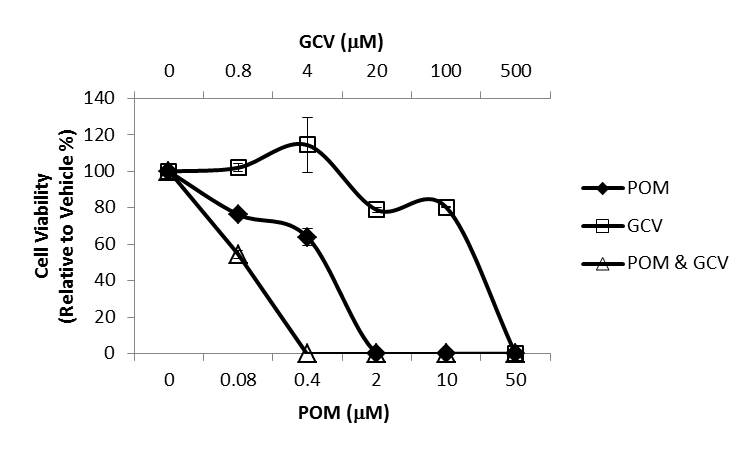 GCV (µM)
0 0.8 4 20 100 500
140
120
100
80
60
40
20
0
Cell Viability
(Relative to Vehicle %)
0 0.08 0.4 2 10 50
POM (µM)
POM
GCV
POM & GCV